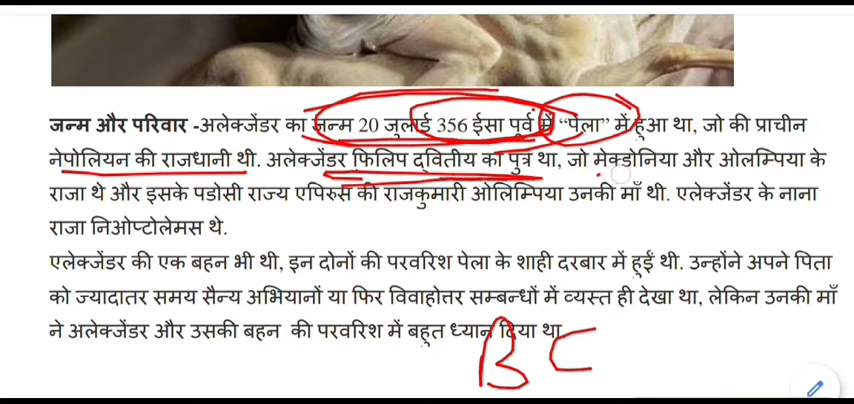 जन्म और परिवार -अलेक्जेंडर का जन्म 20 जुलाई 356 ईसा पूर्व में “पेला” में हुआ था, जो की प्राचीन
नेपोलियन की राजधानी थी. अलेक्जेंडर फिलिप द्वितीय का पुत्र था, जो मेक्डोनिया और ओलम्पिया के
राजा थे और इसके पडोसी राज्य एपिरुस की राजकुमारी ओलिम्पिया उनकी माँ थी. एलेक्जेंडर के नाना
राजा निओप्टोलेमस थे.
एलेक्जेंडर की एक बहन भी थी, इन दोनों की परवरिश पेला के शाही दरबार में हुईं थी. उन्होंने अपने पिता
को ज्यादातर समय सैन्य अभियानों या फिर विवाहोत्तर सम्बन्धों में व्यस्त ही देखा था, लेकिन उनकी माँ
ने अलेक्जेंडर और उसकी बहन की परवरिश में बहुत ध्यान दिया था
BC